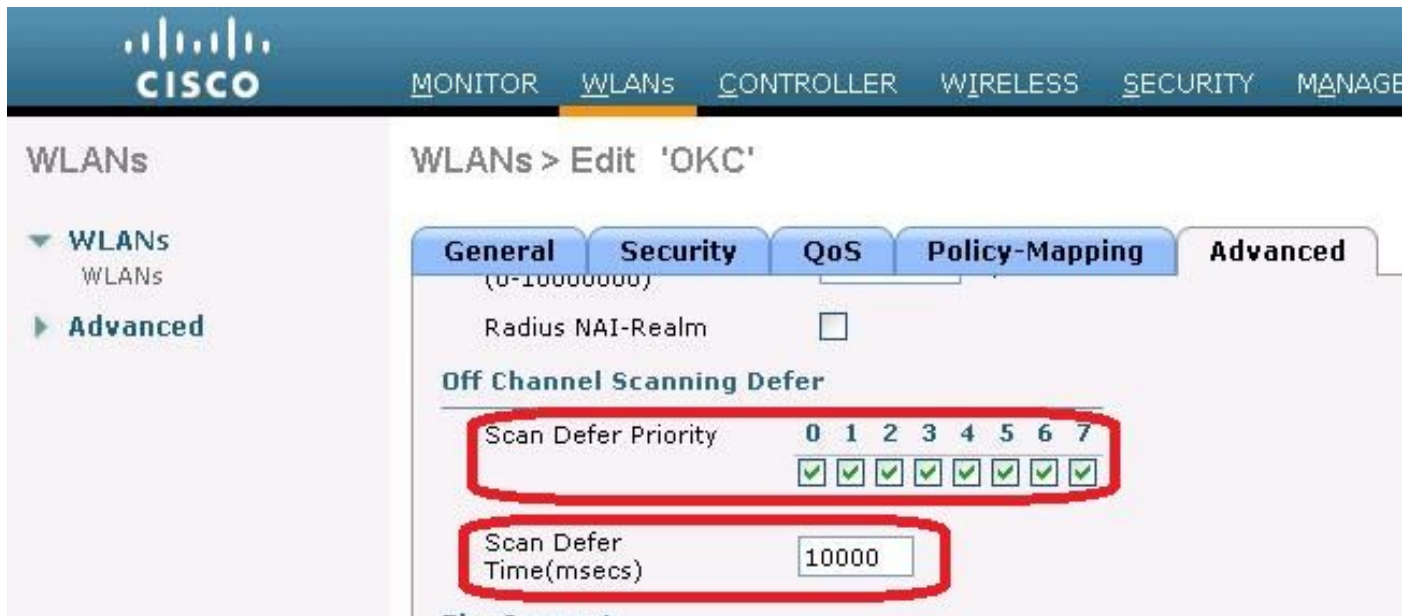 CISCO
MONITOR WLANs CONTROLLER WIRELESS SECURITY
WLANs
WLANs
WLANs
Advanced
WLANs > Edit 'OKC'
General Security QoS Policy-Mapping Advanced
(0-10000000)
Radius NAI-Realm
Off Channel Scanning Defer
Scan Defer Priority 0 1 2 3 4 5 6 7
Scan Defer
Time(msecs) 10000